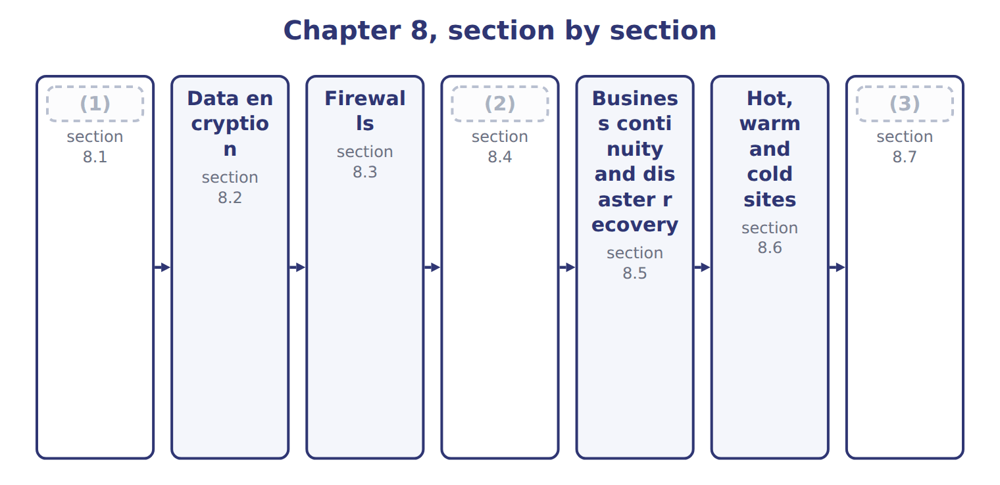 Chapter 8, section by section
(1)
section
8.1
Data en
cryptio
n
section
8.2
Firewal
ls
section
8.3
(2)
section
8.4
Busines
s conti
nuity
and dis
aster r
ecovery
section
8.5
Hot,
warm
and
cold
sites
section
8.6
(3)
section
8.7